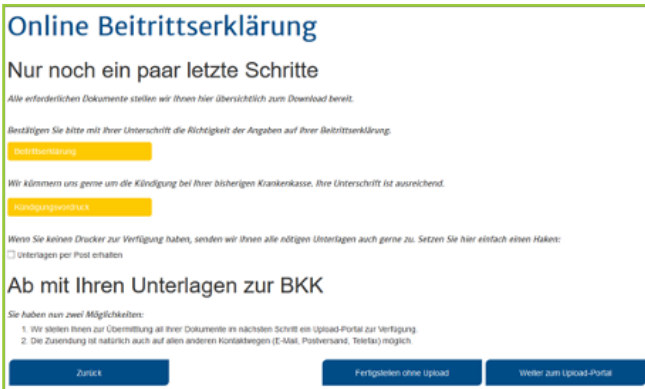 Online Beitrittserklärung
Nur noch ein paar letzte Schritte
Alle erforderlichen Dokumente stellen wir Ihnen hier übersichtlich zum Download bereit.
Bestätigen Sie bitte mit Ihrer Unterschrift die Richtigkeit der Angaben auf Ihrer Beitrittserklärung.
Beitrittserklärung
Wir kümmern uns gerne um die Kündigung bei Ihrer bisherigen Krankenkasse. Ihre Unterschrift ist ausreichend.
Kündigungsvordruck
Wenn Sie keinen Drucker zur Verfügung haben, senden wir Ihnen alle nötigen Unterlagen auch gerne zu. Setzen Sie hier einfach einen Haken:
Unterlagen per Post erhalten
Ab mit Ihren Unterlagen zur BKK
Sie haben nun zwei Möglichkeiten:
1. Wir stellen Ihnen zur Übermittlung all Ihrer Dokumente im nächsten Schritt ein Upload-Portal zur Verfügung.
2. Die Zusendung ist natürlich auch auf allen anderen Kontaktwegen (E-Mail, Postversand, Telefax) möglich.
Zurück Fertigstellen ohne Upload Weiter zum Upload-Portal